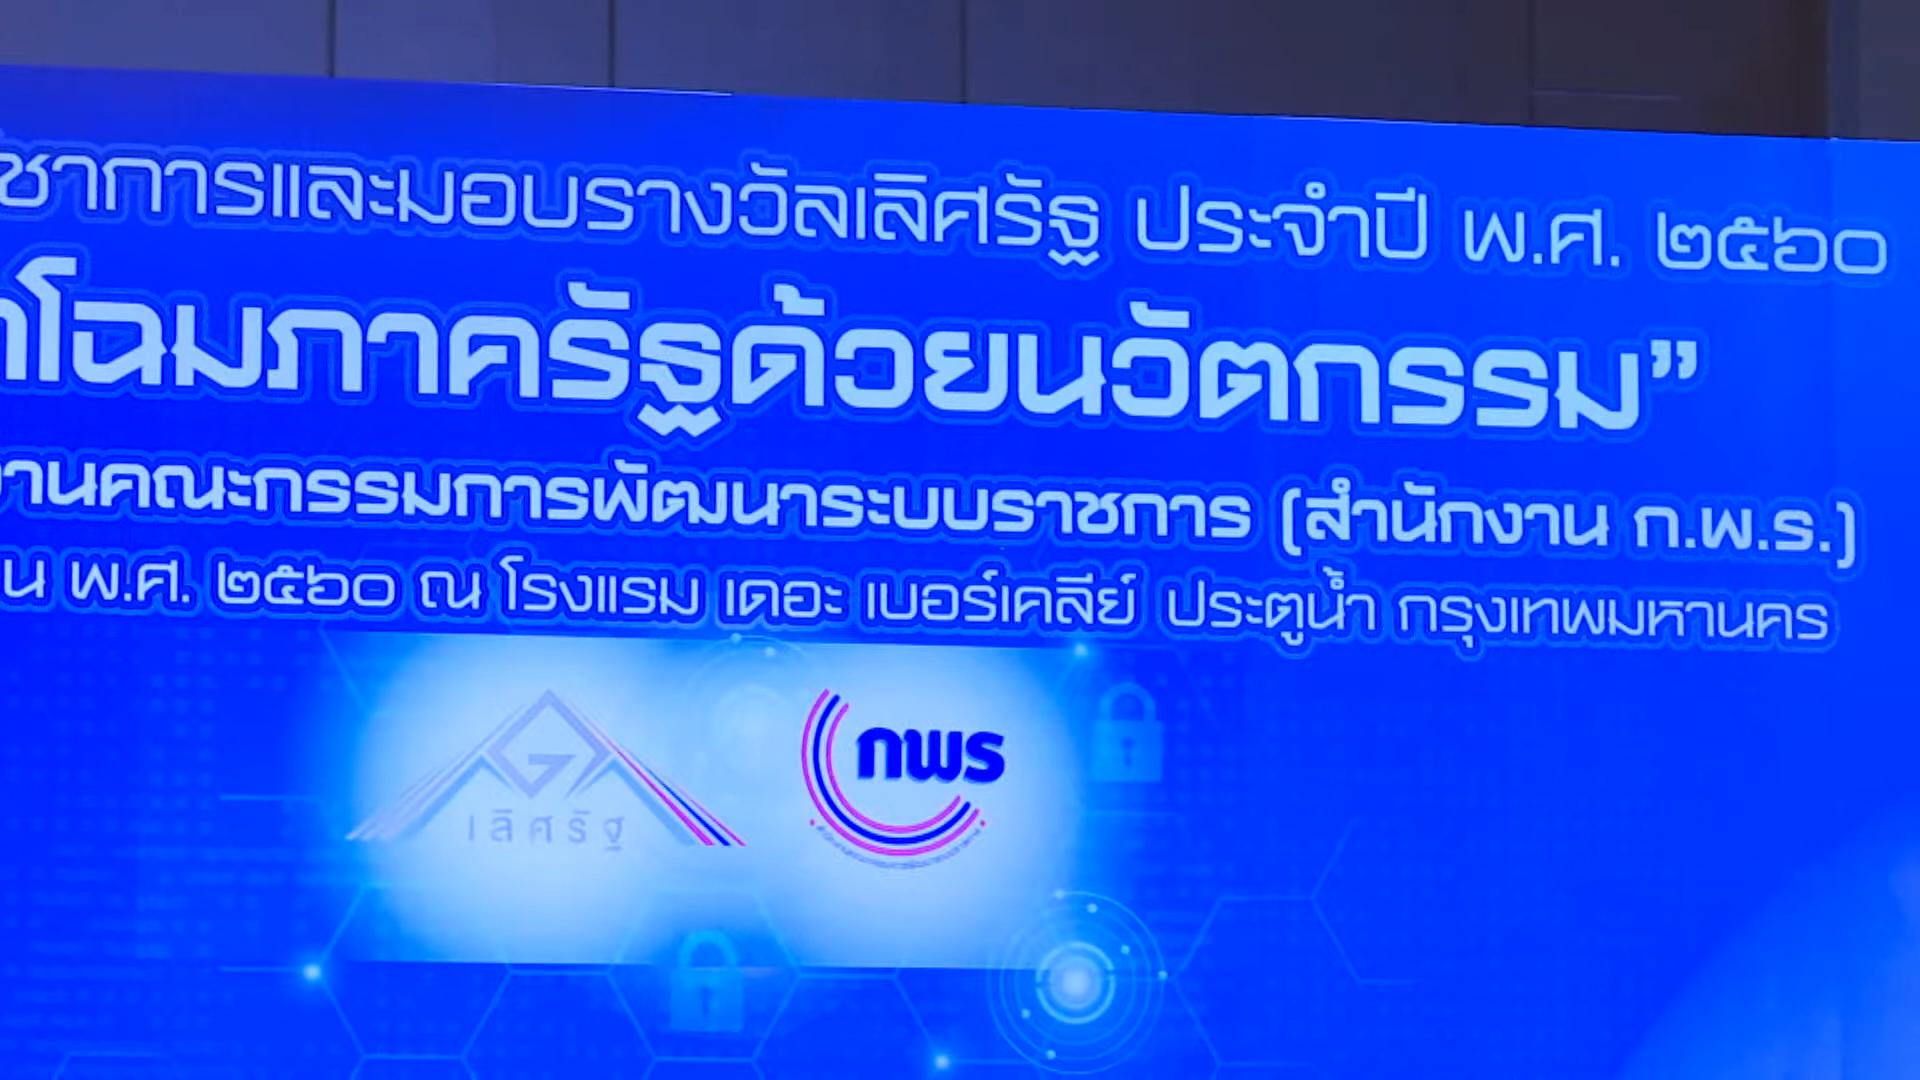 ชาการและมอบรางวัลเลิศรัฐ ประจำปี พ.ศ. ๒๕๖๐
โฉมภาครัฐด้วยนวัตกรรม”
งานคณะกรรมการพัฒนาระบบราชการ (สำนักงาน ก.พ.ร.)
น พ.ศ. ๒๕๖๐ ณ โรงแรม เดอะ เบอร์เคลีย์ ประตูน้ำ กรุงเทพมหานคร
กพร
เลิศรัฐ